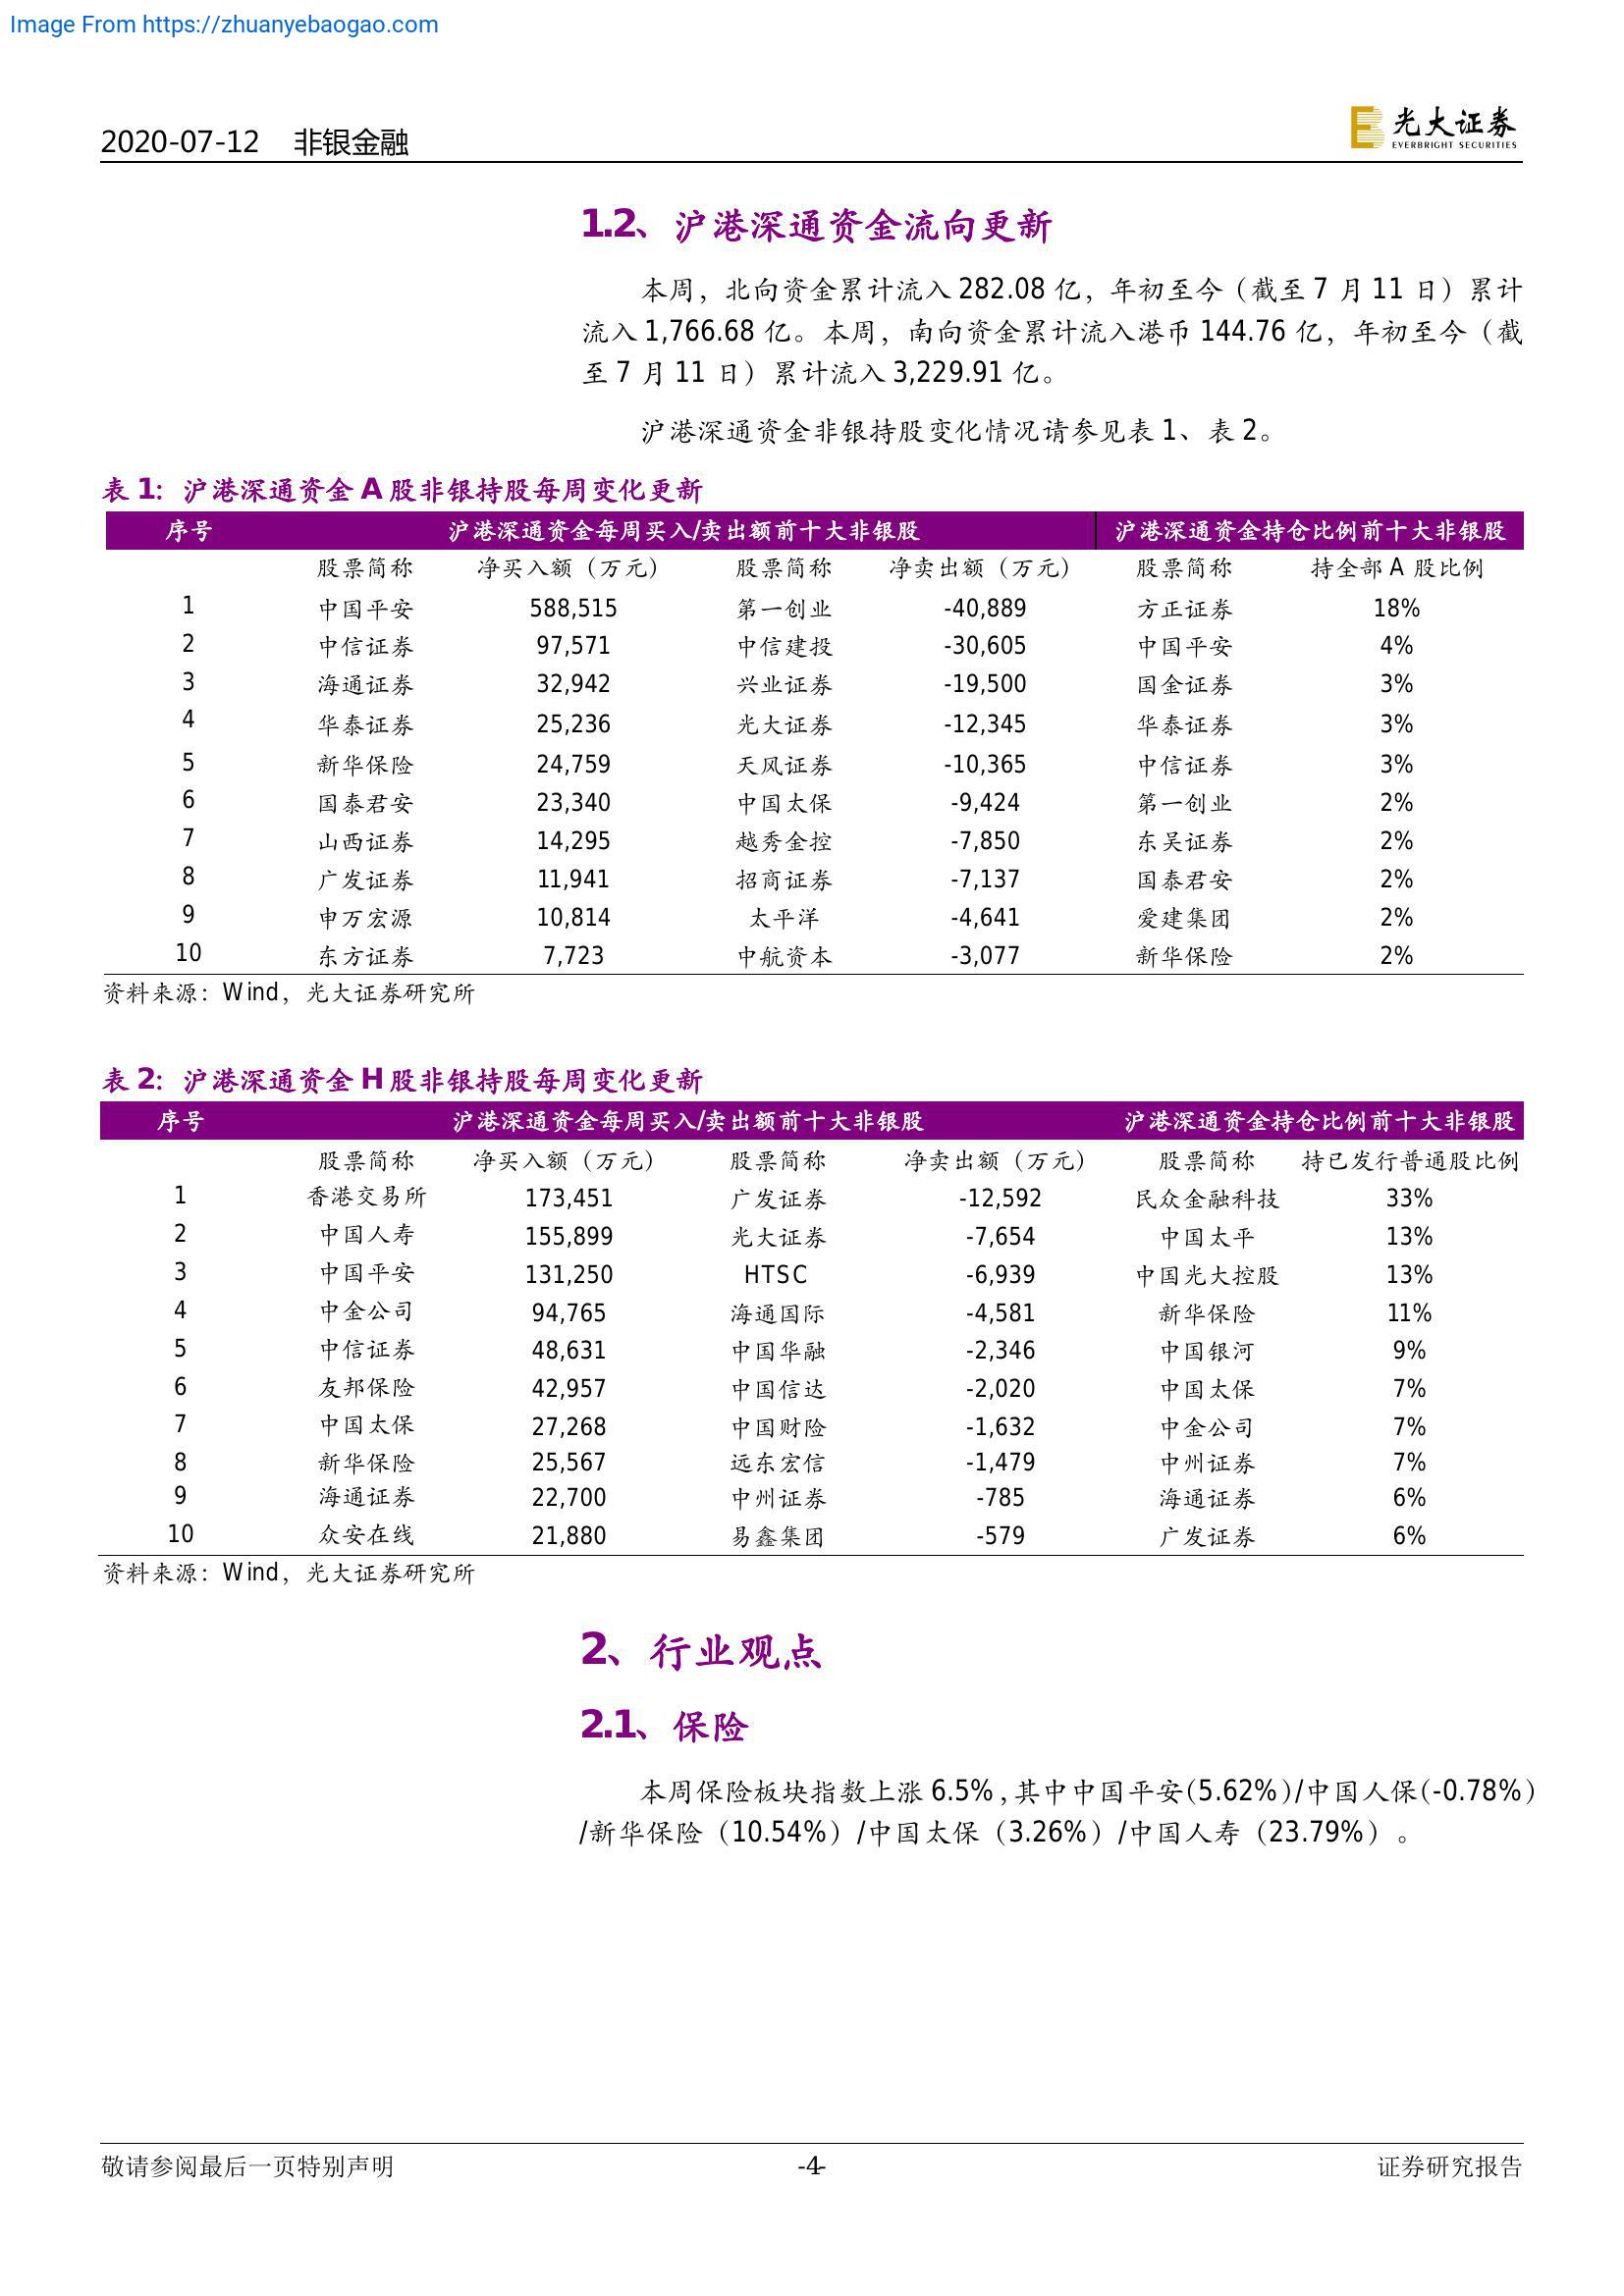 Image From https://zhuanyebaogao.com
2020-07-12 非银金融
光大证券
EVERBRIGHT SECURITIES
1.2、沪港深通资金流向更新
本周，北向资金累计流入 282.08 亿，年初至今（截至 7 月 11 日）累计
流入 1,766.68 亿。本周，南向资金累计流入港币 144.76 亿，年初至今（截
至 7 月 11 日）累计流入 3,229.91 亿。
沪港深通资金非银持股变化情况请参见表 1、表 2。
表 1：沪港深通资金 A 股非银持股每周变化更新
序号 沪港深通资金每周买入/卖出额前十大非银股 沪港深通资金持仓比例前十大非银股
股票简称 净买入额（万元） 股票简称 净卖出额（万元） 股票简称 持全部 A 股比例
1 中国平安 588,515 第一创业 -40,889 方正证券 18%
2 中信证券 97,571 中信建投 -30,605 中国平安 4%
3 海通证券 32,942 兴业证券 -19,500 国金证券 3%
4 华泰证券 25,236 光大证券 -12,345 华泰证券 3%
5 新华保险 24,759 天风证券 -10,365 中信证券 3%
6 国泰君安 23,340 中国太保 -9,424 第一创业 2%
7 山西证券 14,295 越秀金控 -7,850 东吴证券 2%
8 广发证券 11,941 招商证券 -7,137 国泰君安 2%
9 申万宏源 10,814 太平洋 -4,641 爱建集团 2%
10 东方证券 7,723 中航资本 -3,077 新华保险 2%
资料来源：Wind，光大证券研究所
表 2：沪港深通资金 H 股非银持股每周变化更新
序号 沪港深通资金每周买入/卖出额前十大非银股 沪港深通资金持仓比例前十大非银股
股票简称 净买入额（万元） 股票简称 净卖出额（万元） 股票简称 持已发行普通股比例
1 香港交易所 173,451 广发证券 -12,592 民众金融科技 33%
2 中国人寿 155,899 光大证券 -7,654 中国太平 13%
3 中国平安 131,250 HTSC -6,939 中国光大控股 13%
4 中金公司 94,765 海通国际 -4,581 新华保险 11%
5 中信证券 48,631 中国华融 -2,346 中国银河 9%
6 友邦保险 42,957 中国信达 -2,020 中国太保 7%
7 中国太保 27,268 中国财险 -1,632 中金公司 7%
8 新华保险 25,567 远东宏信 -1,479 中州证券 7%
9 海通证券 22,700 中州证券 -785 海通证券 6%
10 众安在线 21,880 易鑫集团 -579 广发证券 6%
资料来源：Wind，光大证券研究所
2、行业观点
2.1、保险
本周保险板块指数上涨 6.5%，其中中国平安(5.62%)/中国人保(-0.78%)
/新华保险（10.54%）/中国太保（3.26%）/中国人寿（23.79%）。
敬请参阅最后一页特别声明 -4- 证券研究报告